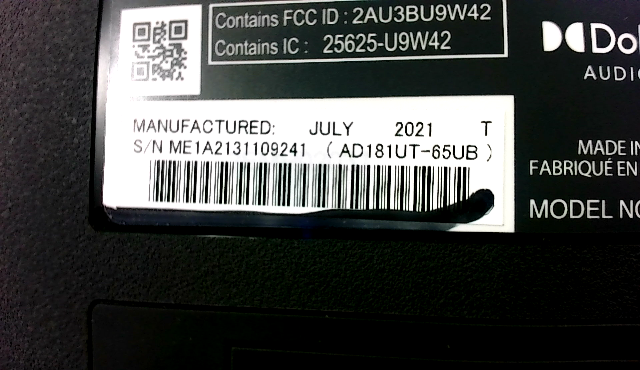 Contains FCC ID : 2AU3BU9W42
Contains IC : 25625-U9W42
MANUFACTURED: JULY 2021 T
S/N ME1A2131109241 ( AD181UT-65UB )
AUDIO
MADE IN
FABRIQUÉ EN
MODEL NO